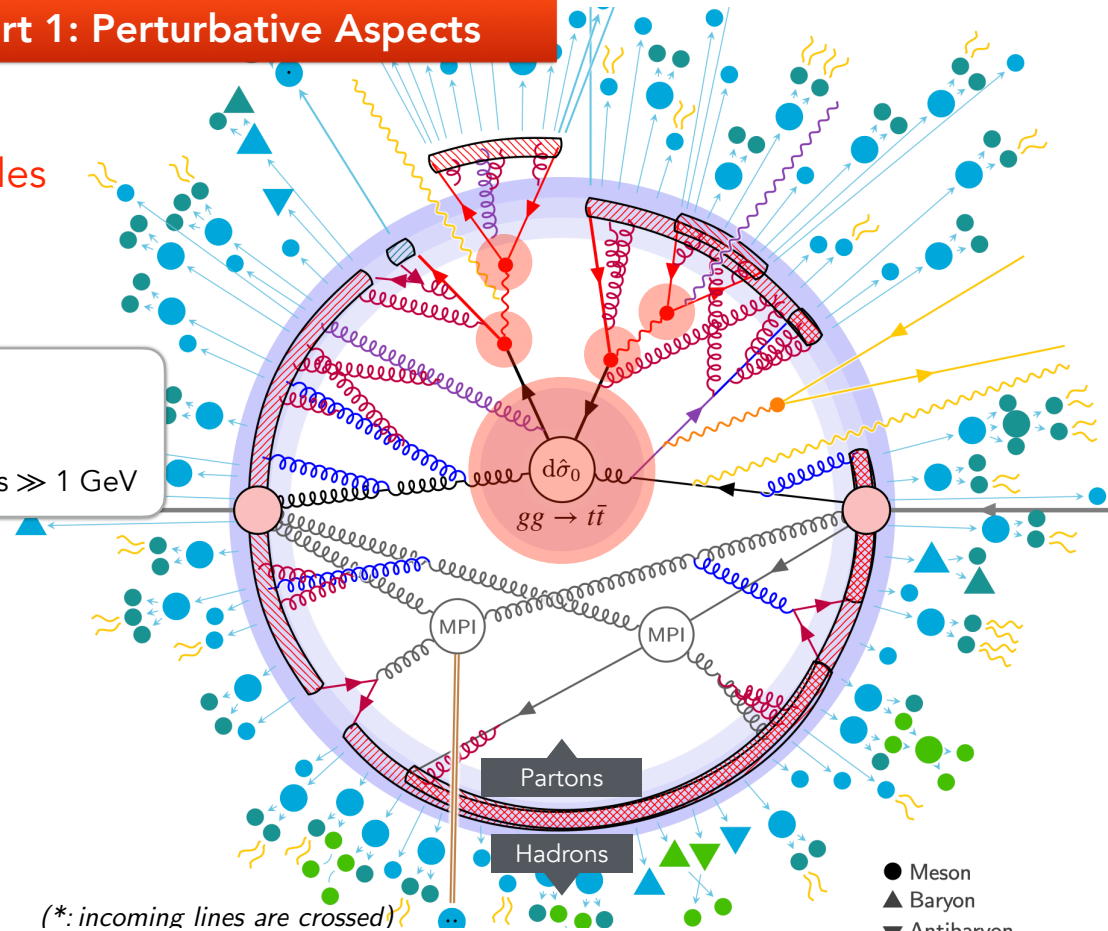 rt 1: Perturbative Aspects
les
s ≫ 1 GeV
dσ̂₀
gg → tt̄
MPI
MPI
Partons
Hadrons
Meson
Baryon
(*: incoming lines are crossed)
Antibaryon